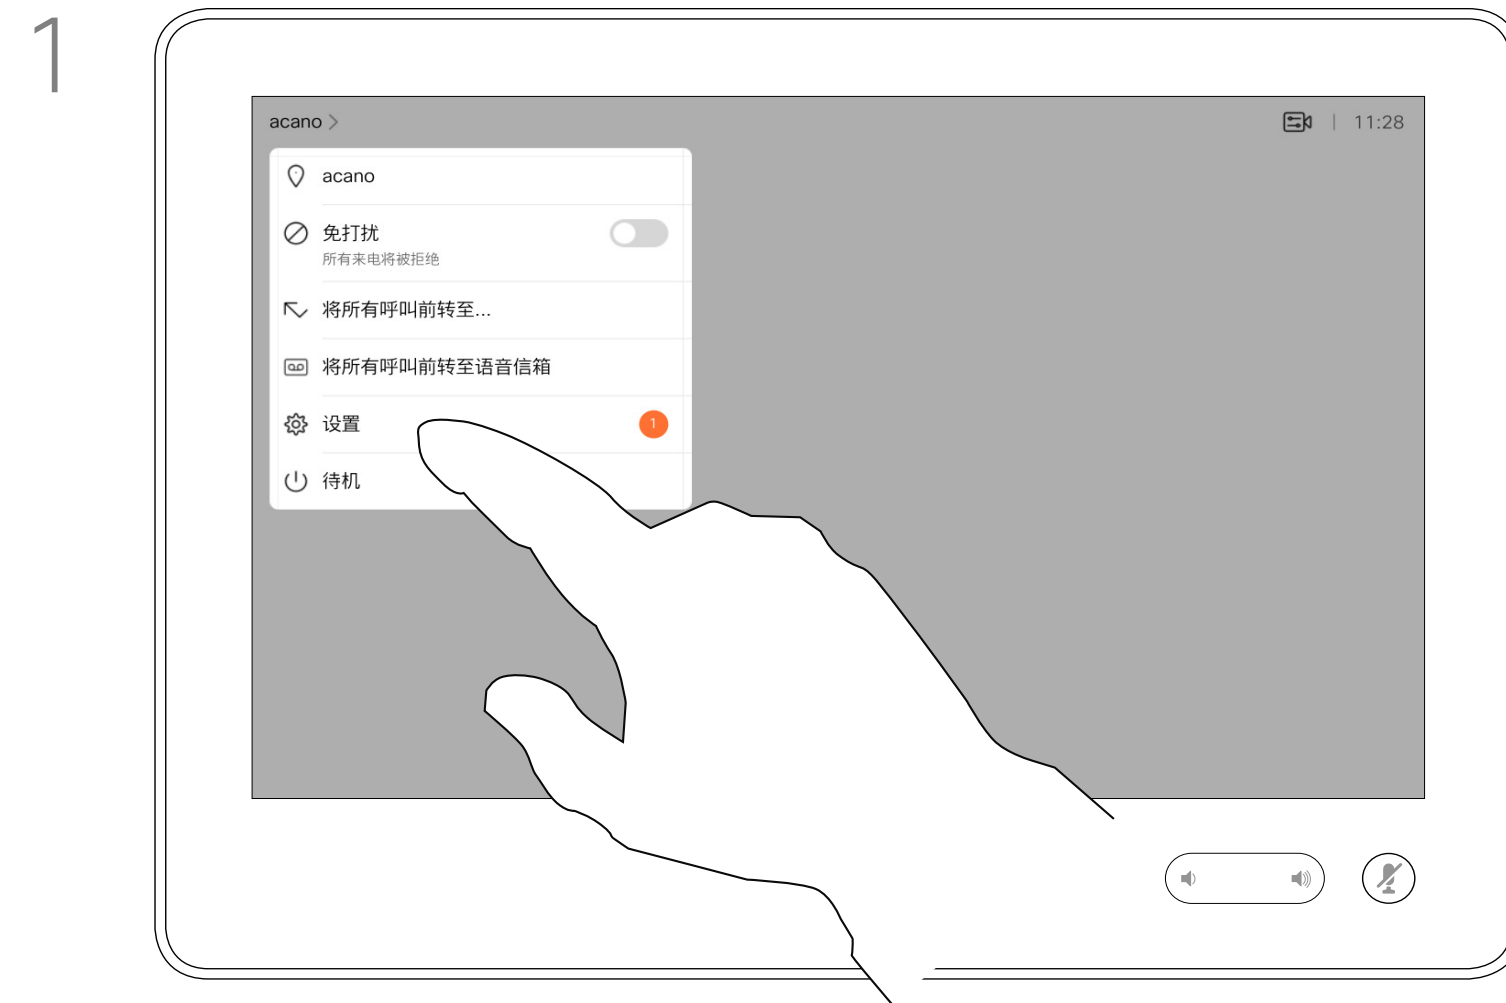 1
acano >
11:28
acano
免打扰
所有来电将被拒绝
将所有呼叫前转至...
将所有呼叫前转至语音信箱
设置
1
待机